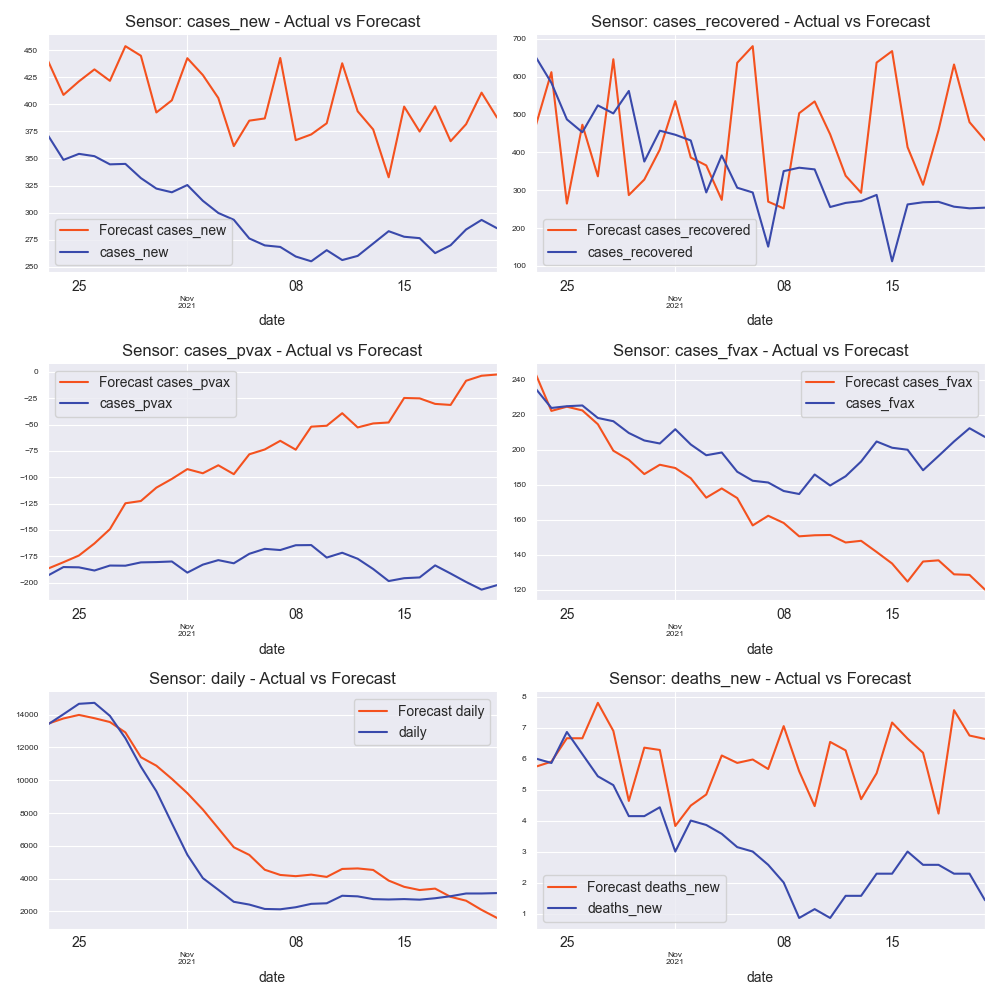 Sensor: cases_new - Actual vs Forecast
450
425
400
375
350
325
300
275
250
Forecast cases_new
cases_new
25
Nov
2021
08
15
date
Sensor: cases_recovered - Actual vs Forecast
700
600
500
400
300
200
100
Forecast cases_recovered
cases_recovered
25
Nov
2021
08
15
date
Sensor: cases_pvax - Actual vs Forecast
0
−25
−50
−75
−100
−125
−150
−175
−200
Forecast cases_pvax
cases_pvax
25
Nov
2021
08
15
date
Sensor: cases_fvax - Actual vs Forecast
240
220
200
180
160
140
120
Forecast cases_fvax
cases_fvax
25
Nov
2021
08
15
date
Sensor: daily - Actual vs Forecast
14000
12000
10000
8000
6000
4000
2000
Forecast daily
daily
25
Nov
2021
08
15
date
Sensor: deaths_new - Actual vs Forecast
8
7
6
5
4
3
2
1
Forecast deaths_new
deaths_new
25
Nov
2021
08
15
date